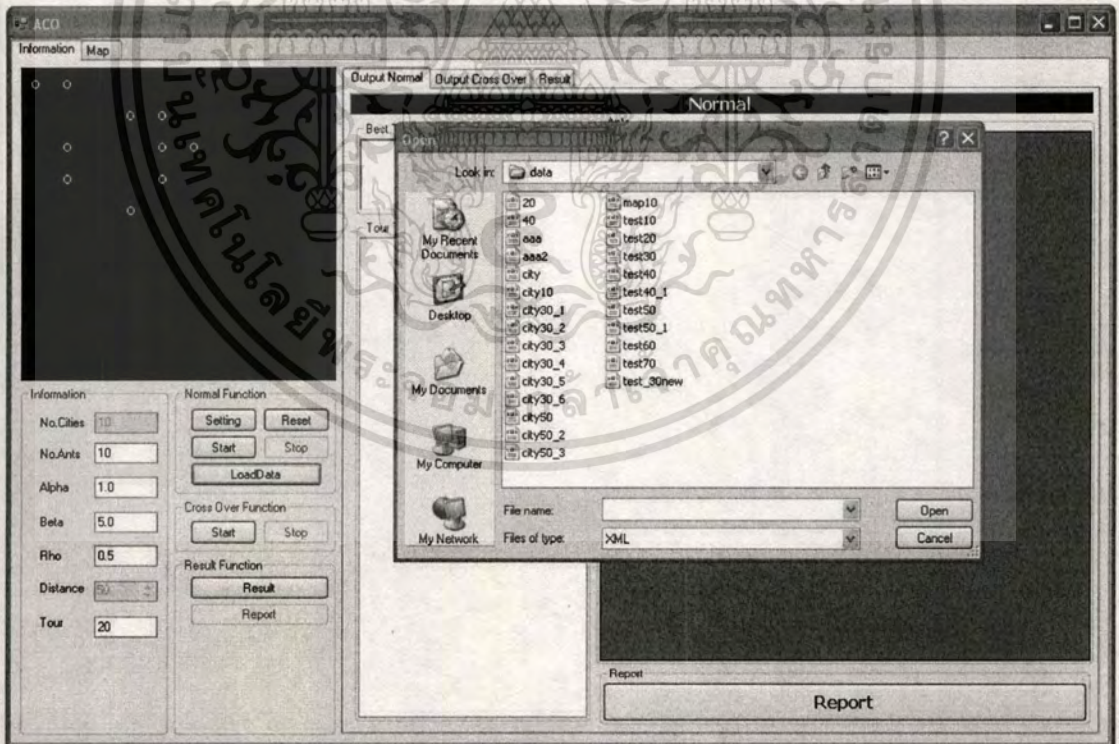 ACO
Information Map
Output Normal Output Cross Over Result
Normal
Best
Tour
Open
Look in: data
My Recent Documents
Desktop
My Documents
My Computer
My Network
20
40
aaa
aaa2
city
city10
city30_1
city30_2
city30_3
city30_4
city30_5
city30_6
city50
city50_2
city50_3
map10
test10
test20
test30
test40
test40_1
test50
test50_1
test60
test70
test_30new
File name:
Open
Files of type: XML
Cancel
Information
No.Cities 10
No.Ants 10
Alpha 1.0
Beta 5.0
Rho 0.5
Distance 50
Tour 20
Normal Function
Setting Reset
Start Stop
LoadData
Cross Over Function
Start Stop
Result Function
Result
Report
Report
Report